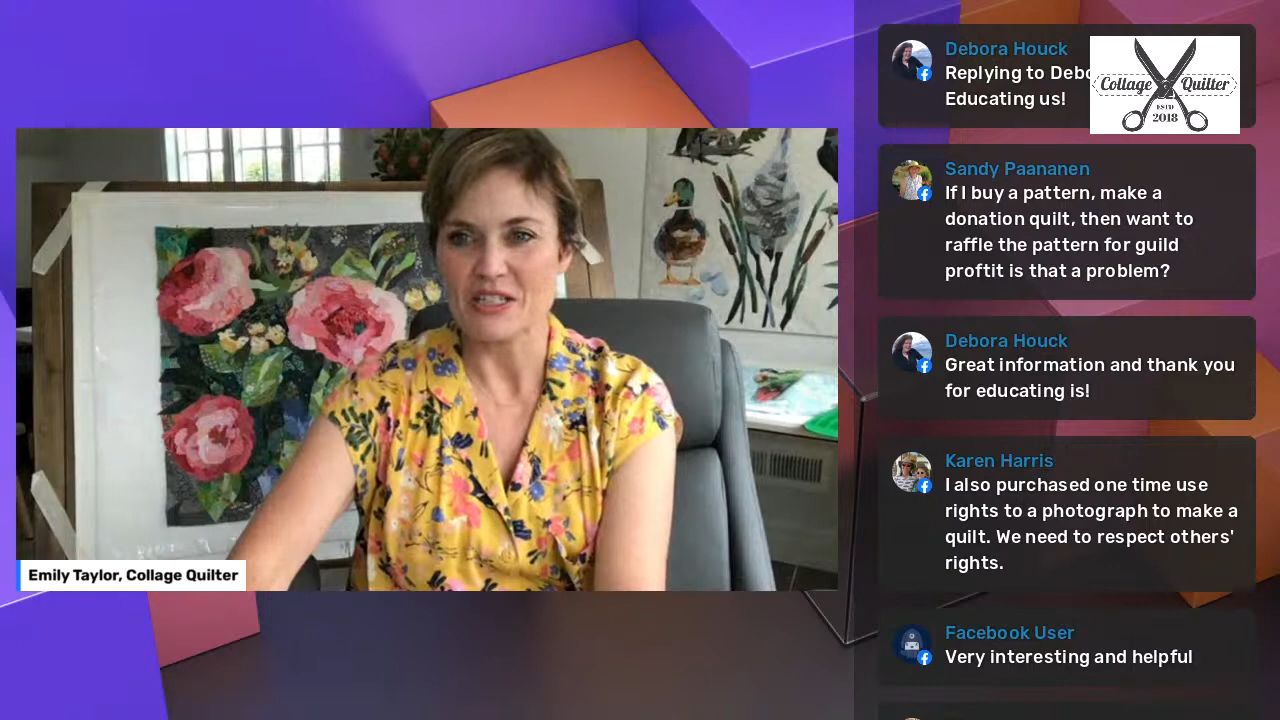 Debora Houck
Replying to Debo
Educating us!
Collage Quilter
ESTD
2018
Sandy Paananen
If I buy a pattern, make a
donation quilt, then want to
raffle the pattern for guild
proftit is that a problem?
Debora Houck
Great information and thank you
for educating is!
Karen Harris
I also purchased one time use
rights to a photograph to make a
quilt. We need to respect others'
rights.
Facebook User
Very interesting and helpful
Emily Taylor, Collage Quilter